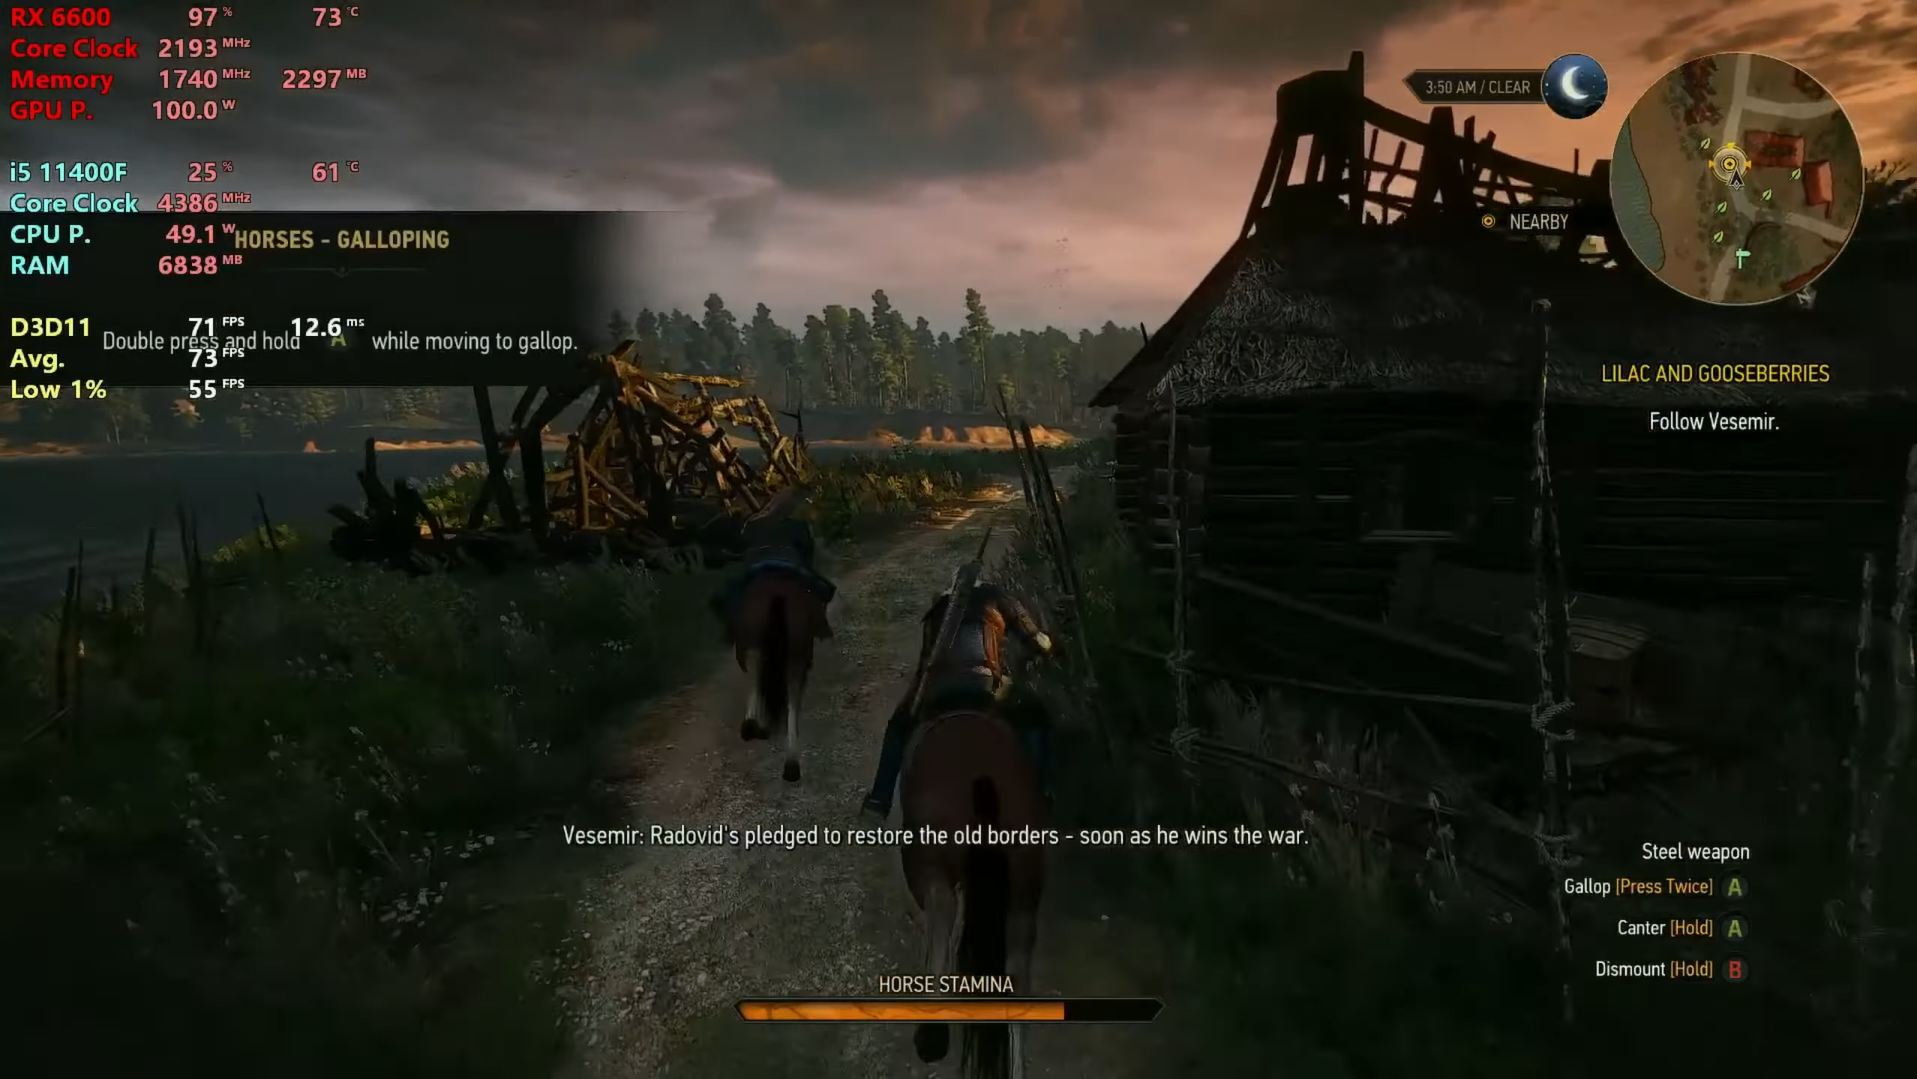 RX 6600 97 % 73 °C
Core Clock 2193 MHz
Memory 1740 MHz 2297 MB
GPU P. 100.0 W
i5 11400F 25 % 61 °C
Core Clock 4386 MHz
CPU P. 49.1 W
RAM 6838 MB
D3D11 71 FPS 12.6 ms
Avg. 73 FPS
Low 1% 55 FPS
HORSES - GALLOPING
Double press and hold A while moving to gallop.
3:50 AM / CLEAR
NEARBY
LILAC AND GOOSEBERRIES
Follow Vesemir.
Vesemir: Radovid's pledged to restore the old borders - soon as he wins the war.
Steel weapon
Gallop [Press Twice] A
Canter [Hold] A
Dismount [Hold] B
HORSE STAMINA